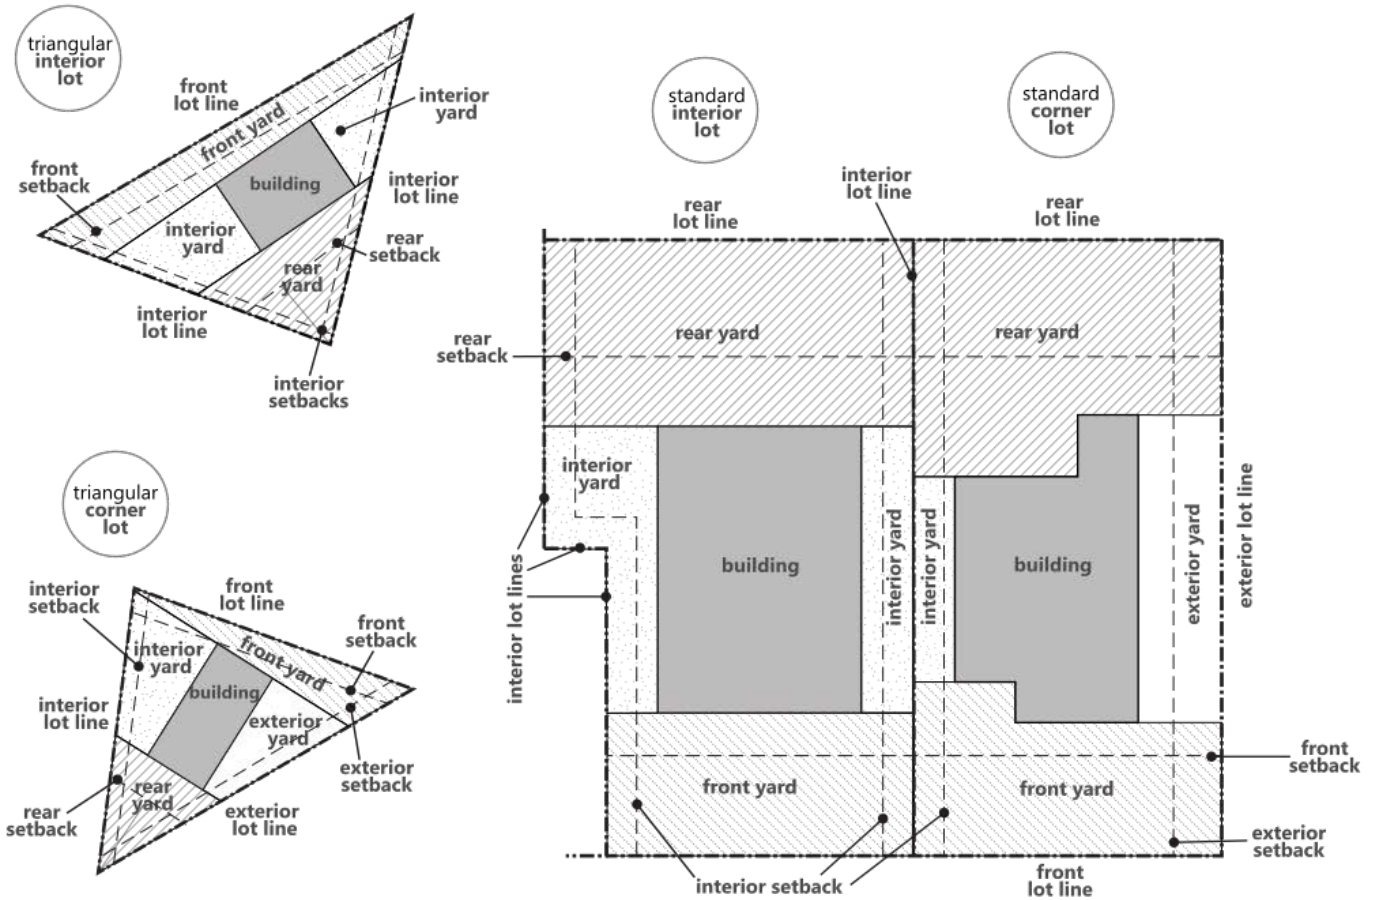 triangular
interior
lot
front
lot line
front yard
interior
yard
front
setback
building
interior
lot line
interior
yard
rear
setback
rear
yard
interior
lot line
interior
setbacks
triangular
corner
lot
interior
setback
front
lot line
front
setback
front yard
interior
yard
building
interior
lot line
exterior
yard
exterior
setback
rear
yard
rear
setback
exterior
lot line
standard
interior
lot
standard
corner
lot
interior
lot line
rear
lot line
rear
lot line
rear yard
rear yard
rear
setback
interior
yard
interior lot lines
building
interior yard
interior yard
building
exterior yard
exterior lot line
front yard
front yard
front
setback
exterior
setback
interior setback
front
lot line